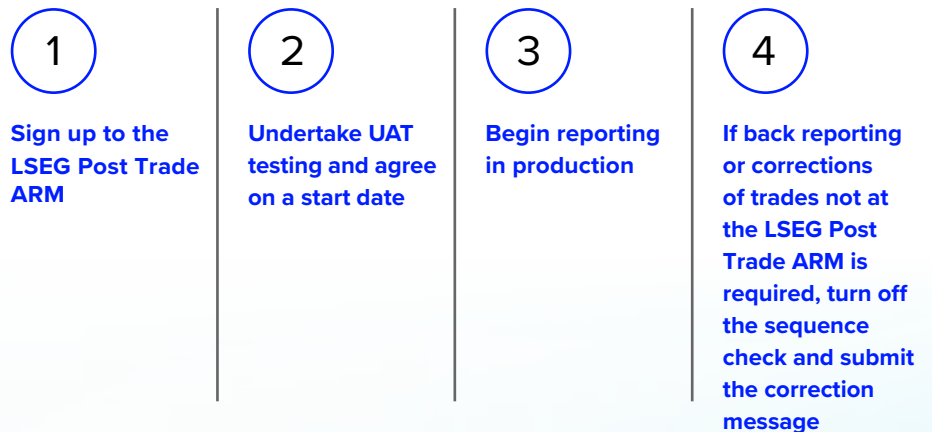 1
Sign up to the
LSEG Post Trade
ARM
2
Undertake UAT
testing and agree
on a start date
3
Begin reporting
in production
4
If back reporting
or corrections
of trades not at
the LSEG Post
Trade ARM is
required, turn off
the sequence
check and submit
the correction
message